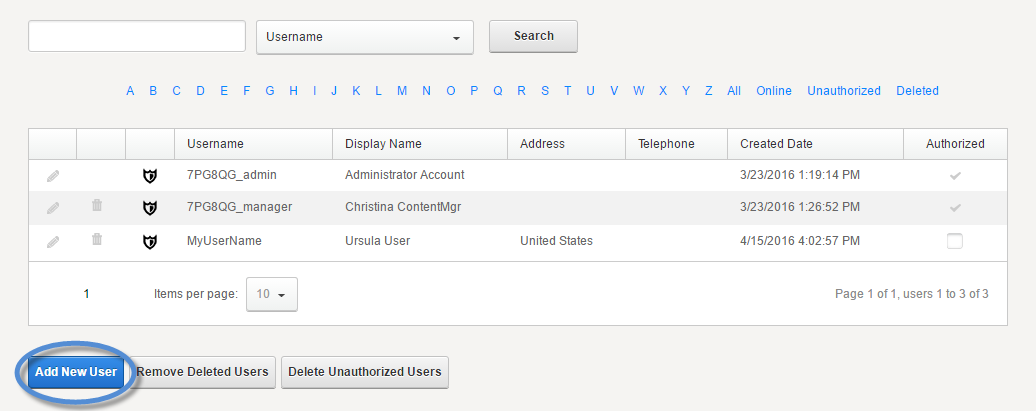 Username Search
A B C D E F G H I J K L M N O P Q R S T U V W X Y Z All Online Unauthorized Deleted
Username Display Name Address Telephone Created Date Authorized
7PG8QG_admin Administrator Account 3/23/2016 1:19:14 PM
7PG8QG_manager Christina ContentMgr 3/23/2016 1:26:52 PM
MyUserName Ursula User United States 4/15/2016 4:02:57 PM
1 Items per page: 10 Page 1 of 1, users 1 to 3 of 3
Add New User Remove Deleted Users Delete Unauthorized Users